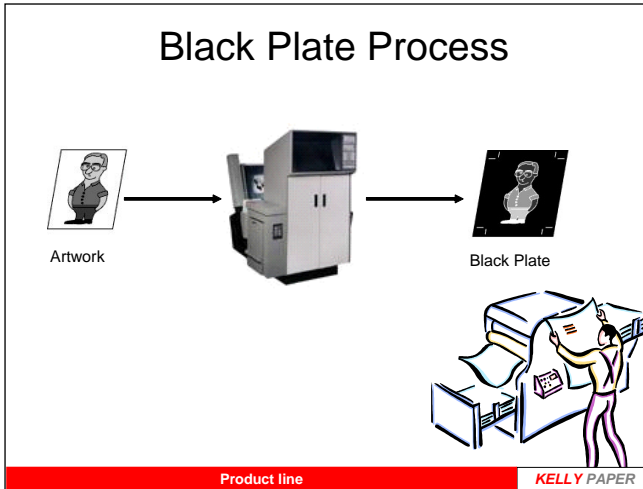 Black Plate Process
Artwork
Black Plate
Product line
KELLY PAPER